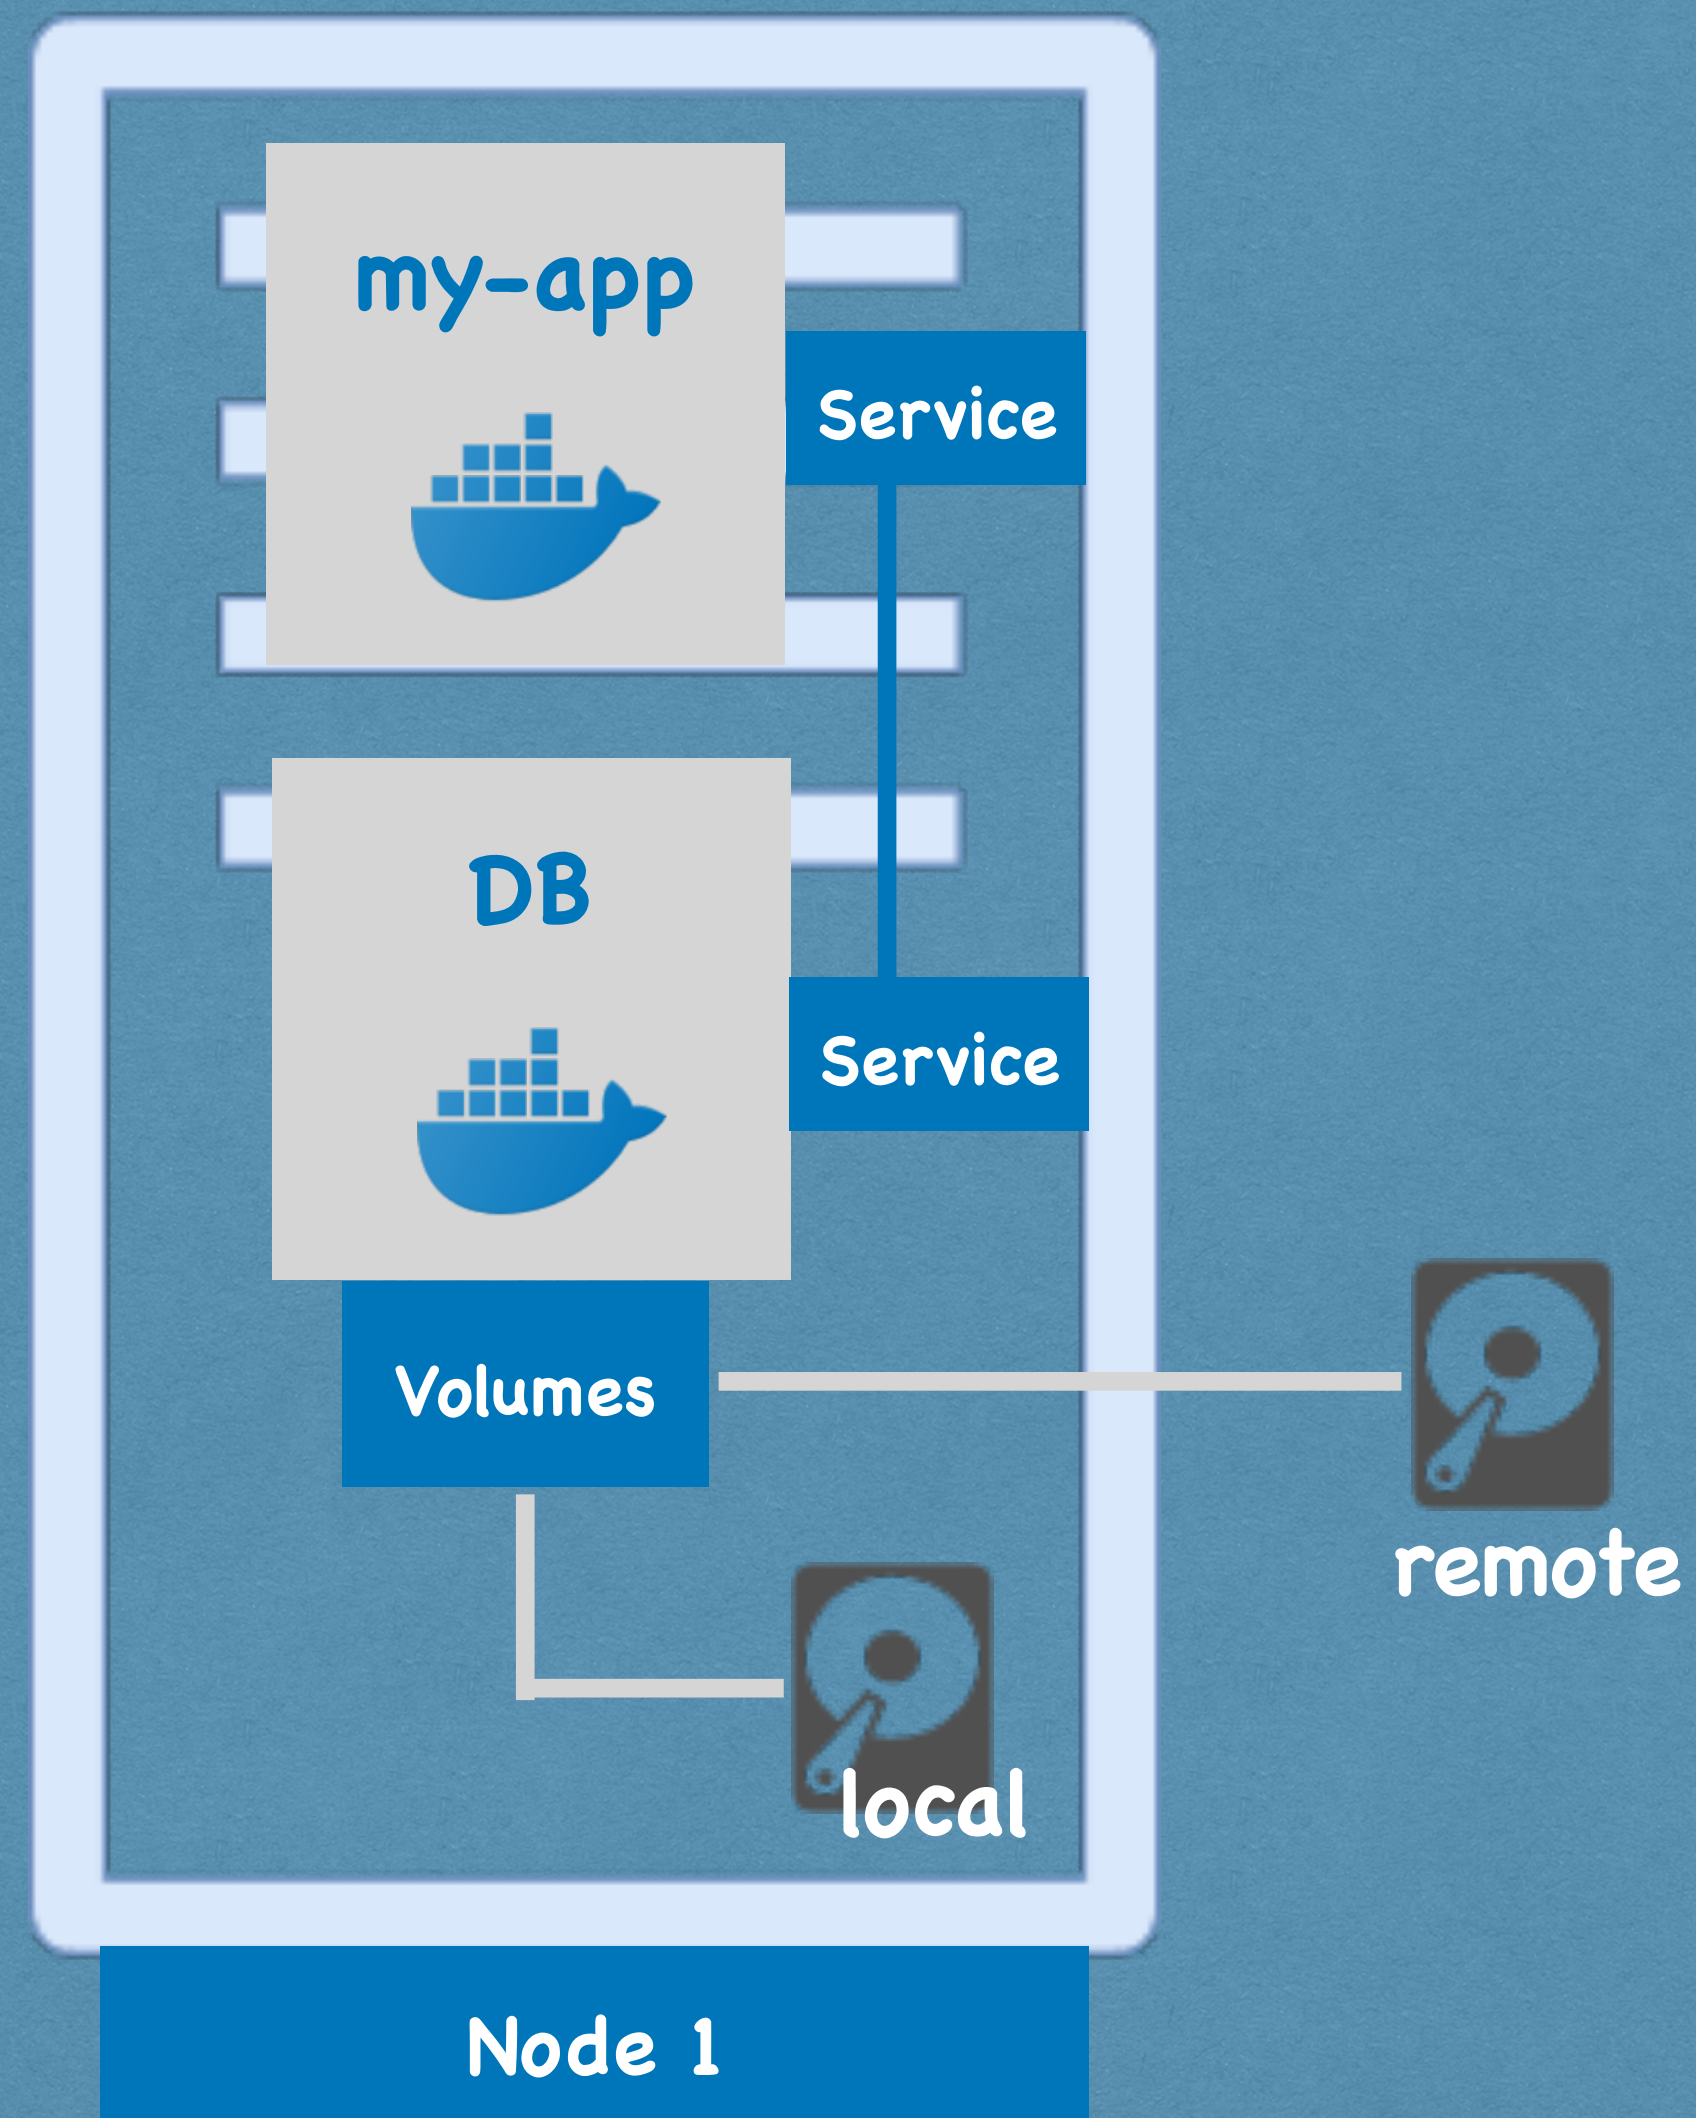 my-app
Service
DB
Service
Volumes
remote
local
Node 1